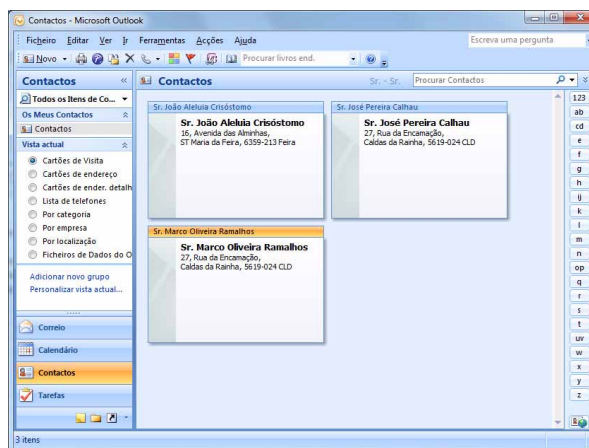 Contactos - Microsoft Outlook
Ficheiro Editar Ver Ir Ferramentas Acções Ajuda
Escreva uma pergunta
Novo
Procurar livros end.
Contactos
Todos os Itens de Co...
Os Meus Contactos
Contactos
Vista actual
Cartões de Visita
Cartões de endereço
Cartões de ender. detalh
Lista de telefones
Por categoria
Por empresa
Por localização
Ficheiros de Dados do O
Adicionar novo grupo
Personalizar vista actual...
Correio
Calendário
Contactos
Tarefas
3 itens
Contactos
Sr. - Sr.
Procurar Contactos
Sr. João Aleluia Crisóstomo
Sr. João Aleluia Crisóstomo
16, Avenida das Alminhas,
ST Maria da Feira, 6359-213 Feira
Sr. José Pereira Calhau
Sr. José Pereira Calhau
27, Rua da Encarnação,
Caldas da Rainha, 5619-024 CLD
Sr. Marco Oliveira Ramalhos
Sr. Marco Oliveira Ramalhos
27, Rua da Encarnação,
Caldas da Rainha, 5619-024 CLD
123
ab
cd
e
f
g
h
ij
k
l
m
n
op
q
r
s
t
uv
w
x
y
z